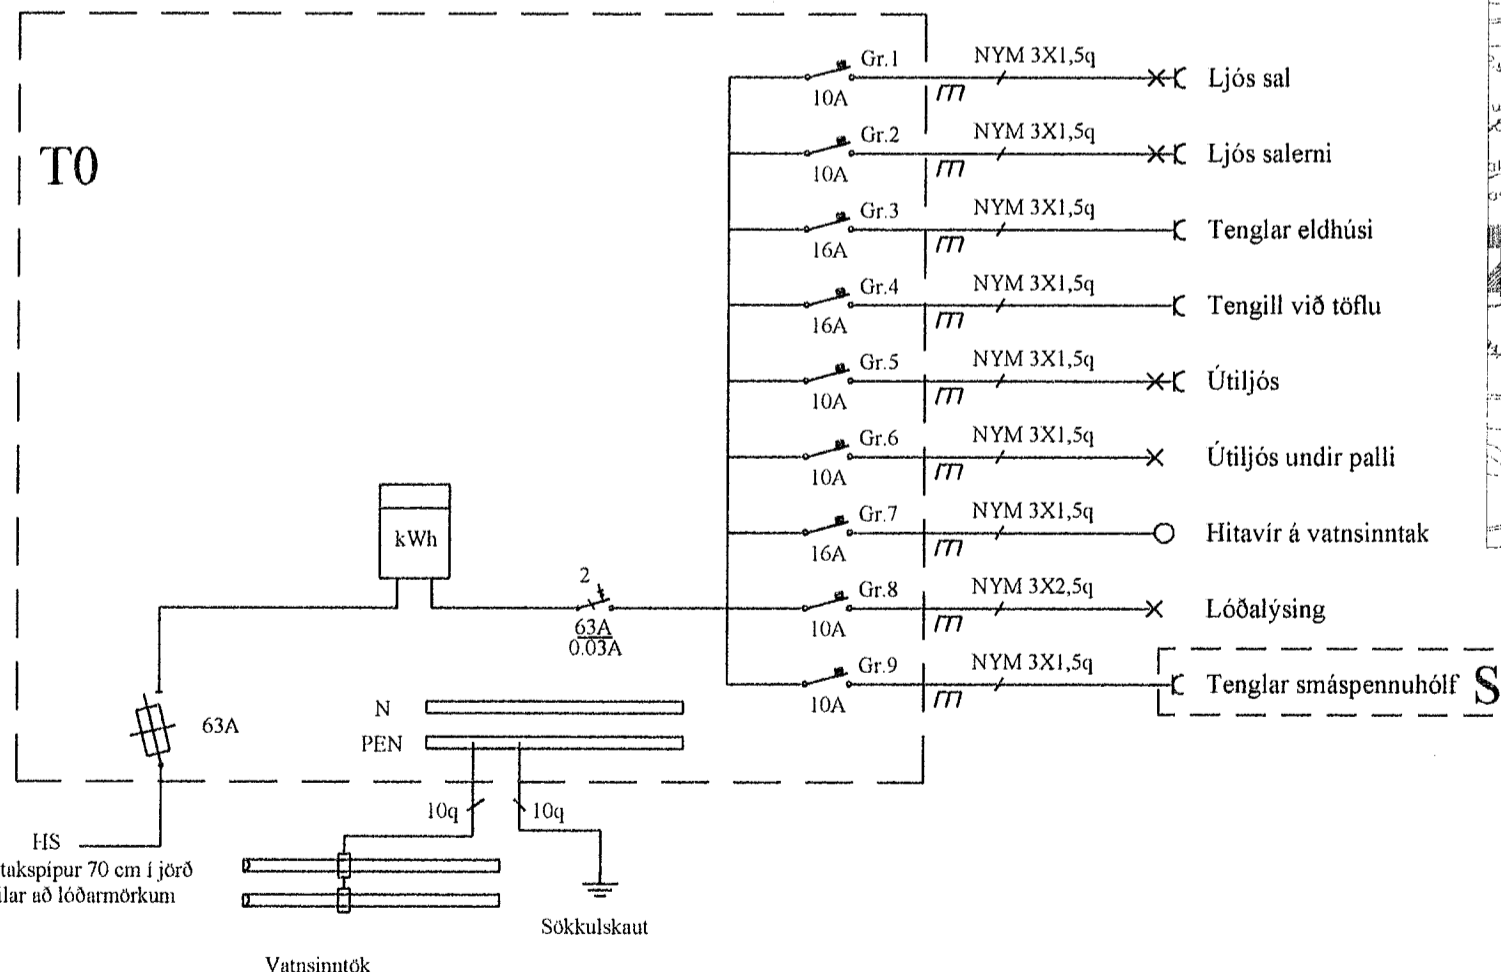 T0
Gr.1 NYM 3X1,5q
10A
Ljós sal
Gr.2 NYM 3X1,5q
10A
Ljós salerni
Gr.3 NYM 3X1,5q
16A
Tenglar eldhúsi
Gr.4 NYM 3X1,5q
16A
Tengill við töflu
Gr.5 NYM 3X1,5q
10A
Útiljós
Gr.6 NYM 3X1,5q
10A
Útiljós undir palli
Gr.7 NYM 3X1,5q
16A
Hitavír á vatnsinntak
Gr.8 NYM 3X2,5q
10A
Lóðalýsing
Gr.9 NYM 3X1,5q
10A
Tenglar smáspennuhólf S
kWh
2
63A
0.03A
63A
N
PEN
10q 10q
HS
takspípur 70 cm í jörð
ilar að lóðarmörkum
Sökkulskaut
Vatnsinntök